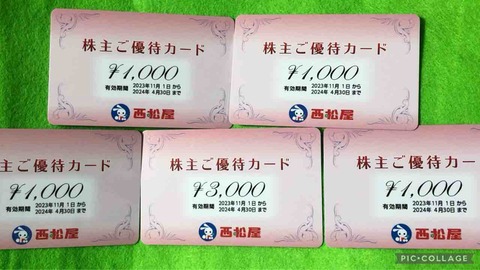 株主ご優待カード
¥1,000
有効期間 2023年11月 1日から
2024年 4月30日まで
西松屋
株主ご優待カード
¥1,000
有効期間 2023年11月 1日から
2024年 4月30日まで
西松屋
株主ご優待カード
¥1,000
有効期間 2023年11月 1日から
2024年 4月30日まで
西松屋
株主ご優待カード
¥3,000
有効期間 2023年11月 1日から
2024年 4月30日まで
西松屋
株主ご優待カー
¥1,000
有効期間 2023年11月 1日から
2024年 4月30日まで
西松屋
PIC•COLLAGE